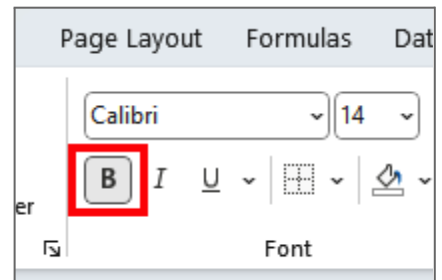 Page Layout Formulas Dat
Calibri 14
B I U
er
Font